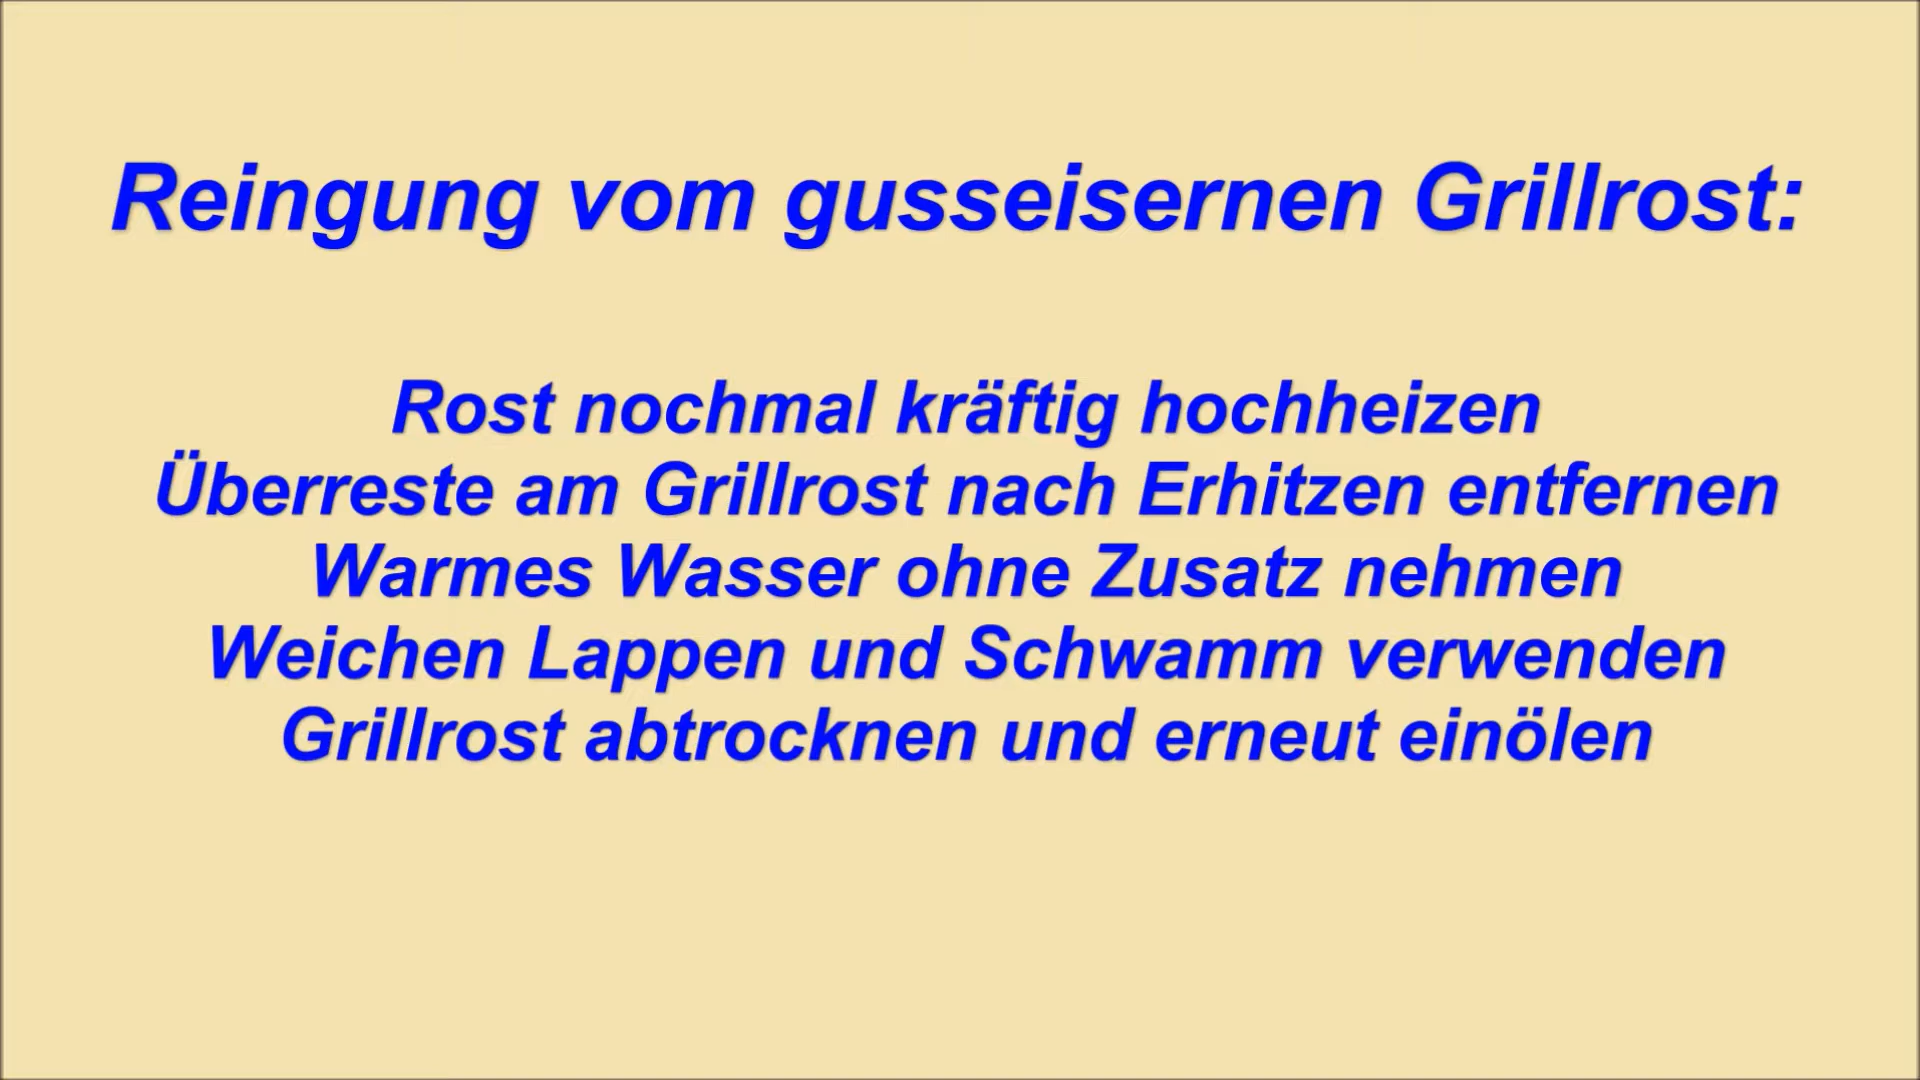 Reingung vom gusseisernen Grillrost:
Rost nochmal kräftig hochheizen
Überreste am Grillrost nach Erhitzen entfernen
Warmes Wasser ohne Zusatz nehmen
Weichen Lappen und Schwamm verwenden
Grillrost abtrocknen und erneut einölen